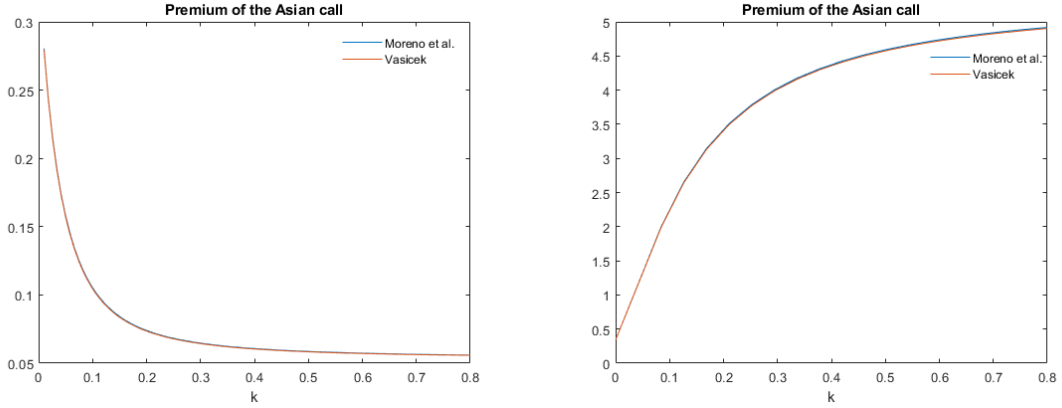 Premium of the Asian call
0.3
0.25
0.2
0.15
0.1
0.05
0 0.1 0.2 0.3 0.4 0.5 0.6 0.7 0.8
k
Moreno et al.
Vasicek
Premium of the Asian call
5
4.5
4
3.5
3
2.5
2
1.5
1
0.5
0
0 0.1 0.2 0.3 0.4 0.5 0.6 0.7 0.8
k
Moreno et al.
Vasicek